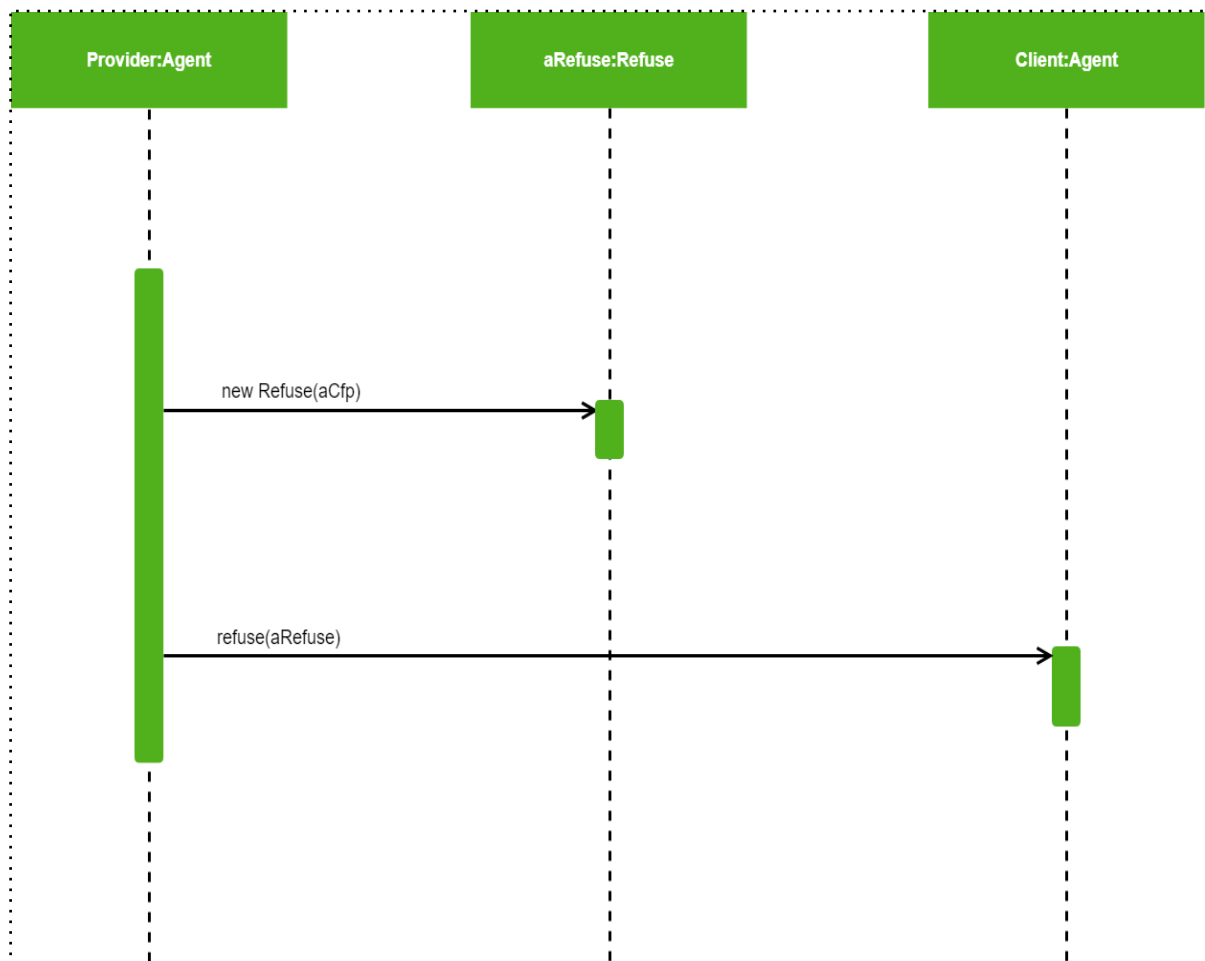 Provider:Agent
aRefuse:Refuse
Client:Agent
new Refuse(aCfp)
refuse(aRefuse)